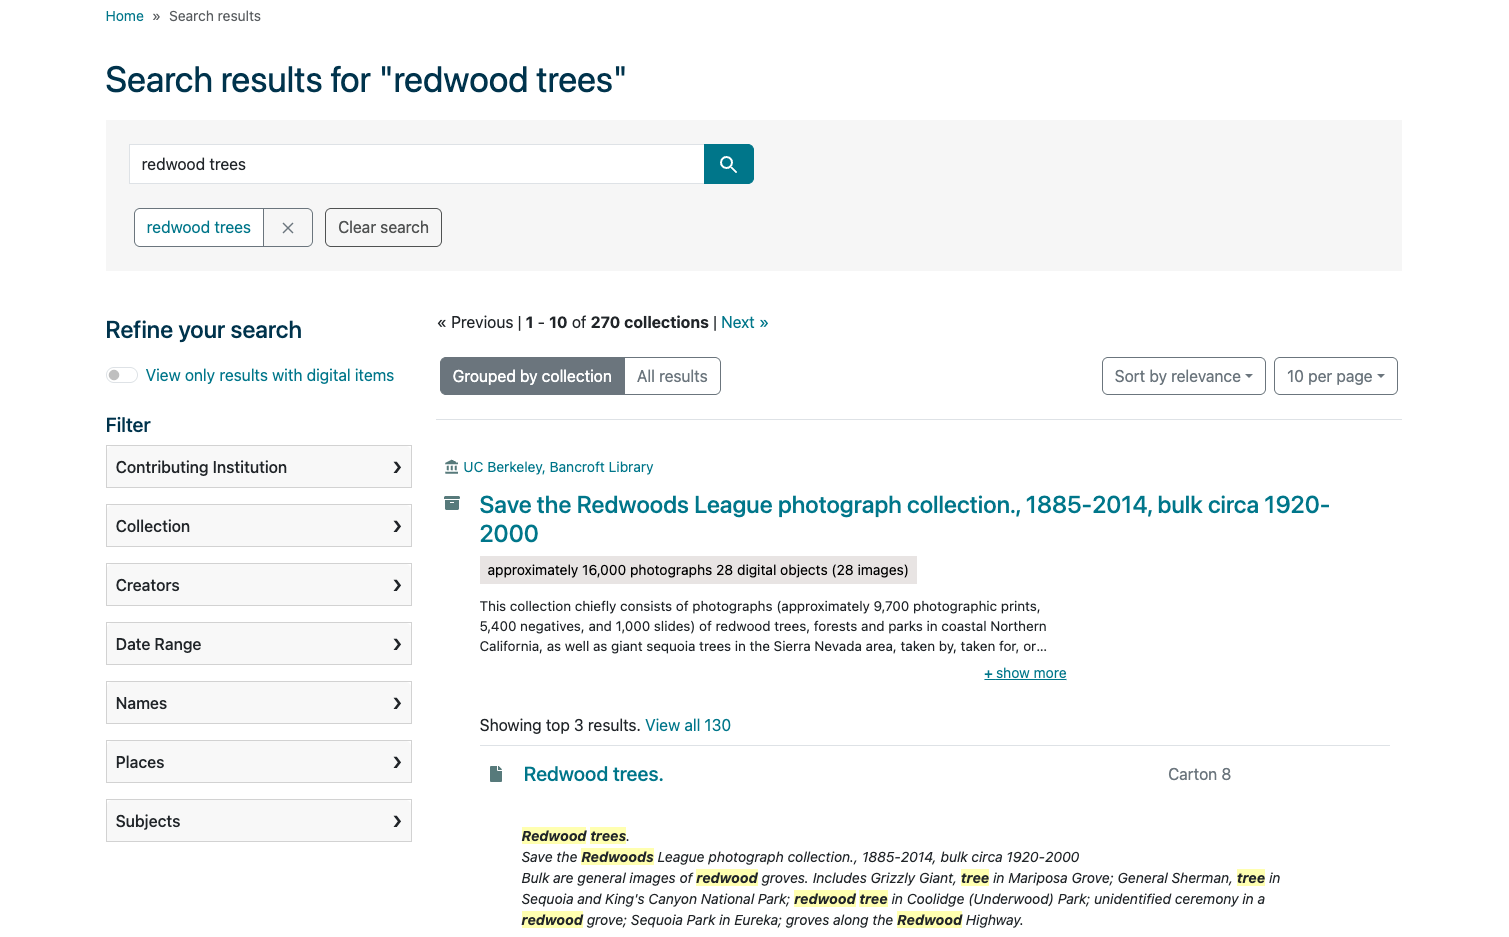 Home » Search results
Search results for "redwood trees"
redwood trees
redwood trees
Clear search
Refine your search
View only results with digital items
Filter
Contributing Institution
Collection
Creators
Date Range
Names
Places
Subjects
« Previous | 1 - 10 of 270 collections | Next »
Grouped by collection All results
Sort by relevance 10 per page
UC Berkeley, Bancroft Library
Save the Redwoods League photograph collection., 1885-2014, bulk circa 1920-
2000
approximately 16,000 photographs 28 digital objects (28 images)
This collection chiefly consists of photographs (approximately 9,700 photographic prints,
5,400 negatives, and 1,000 slides) of redwood trees, forests and parks in coastal Northern
California, as well as giant sequoia trees in the Sierra Nevada area, taken by, taken for, or...
+ show more
Showing top 3 results. View all 130
Redwood trees. Carton 8
Redwood trees.
Save the Redwoods League photograph collection., 1885-2014, bulk circa 1920-2000
Bulk are general images of redwood groves. Includes Grizzly Giant, tree in Mariposa Grove; General Sherman, tree in
Sequoia and King's Canyon National Park; redwood tree in Coolidge (Underwood) Park; unidentified ceremony in a
redwood grove; Sequoia Park in Eureka; groves along the Redwood Highway.